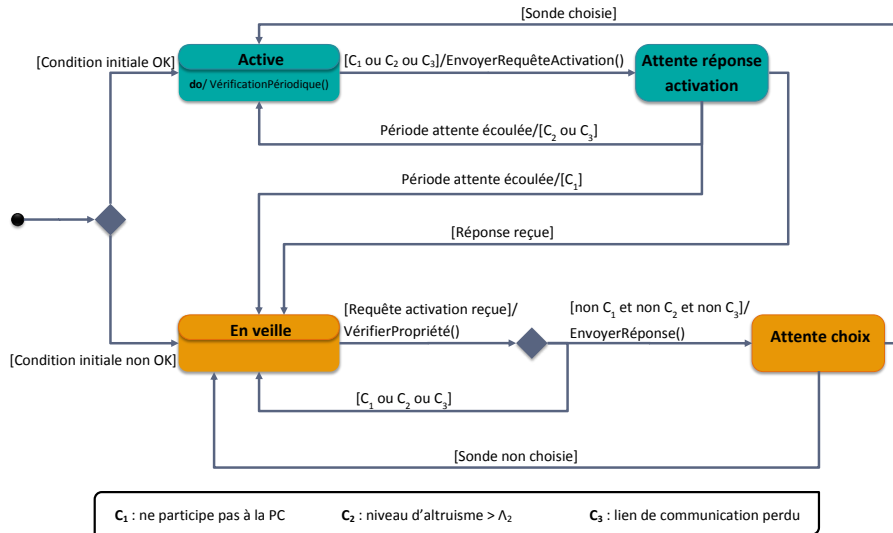 [Sonde choisie]
[Condition initiale OK]
Active
do/ VérificationPériodique()
[C₁ ou C₂ ou C₃]/EnvoyerRequêteActivation()
Attente réponse
activation
Période attente écoulée/[C₂ ou C₃]
Période attente écoulée/[C₁]
[Réponse reçue]
En veille
[Requête activation reçue]/
VérifierPropriété()
[non C₁ et non C₂ et non C₃]/
EnvoyerRéponse()
Attente choix
[Condition initiale non OK]
[C₁ ou C₂ ou C₃]
[Sonde non choisie]
C₁ : ne participe pas à la PC C₂ : niveau d'altruisme > Λ₂ C₃ : lien de communication perdu